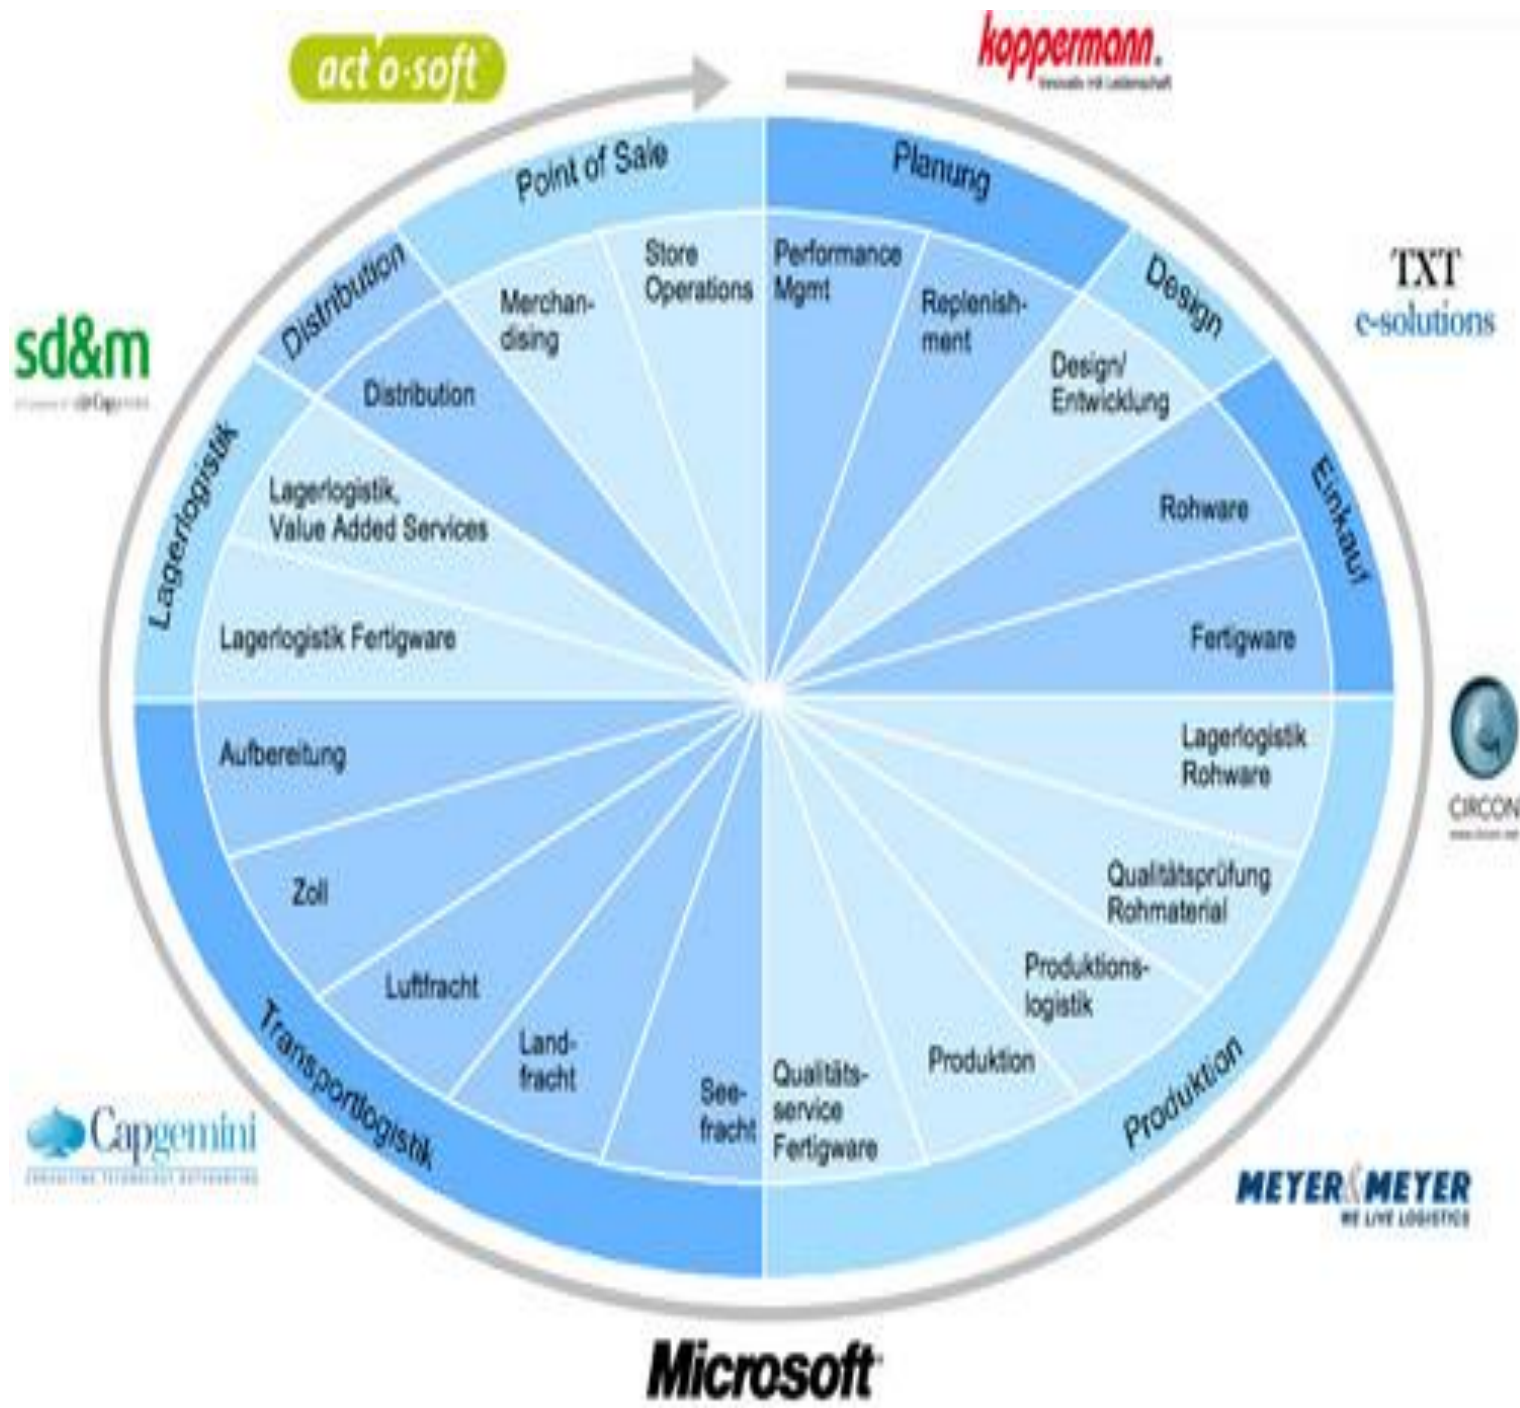 act o-soft
koppermann
Point of Sale
Planung
Store
Operations
Performance
Mgmt
Merchan-
dising
Replenish-
ment
Design
TXT
e-solutions
Distribution
Distribution
Design/
Entwicklung
sd&m
Lagerlogistik
Lagerlogistik,
Value Added Services
Rohware
Einkauf
Lagerlogistik Fertigware
Fertigware
Aufbereitung
Lagerlogistik
Rohware
CIRCON
Zoll
Qualitätsprüfung
Rohmaterial
Luftfracht
Produktions-
logistik
Land-
fracht
Produktion
See-
fracht
Qualitäts-
service
Fertigware
Transportlogistik
Produktion
Capgemini
CONSULTING. TECHNOLOGY. OUTSOURCING
MEYER&MEYER
WE LIVE LOGISTICS
Microsoft